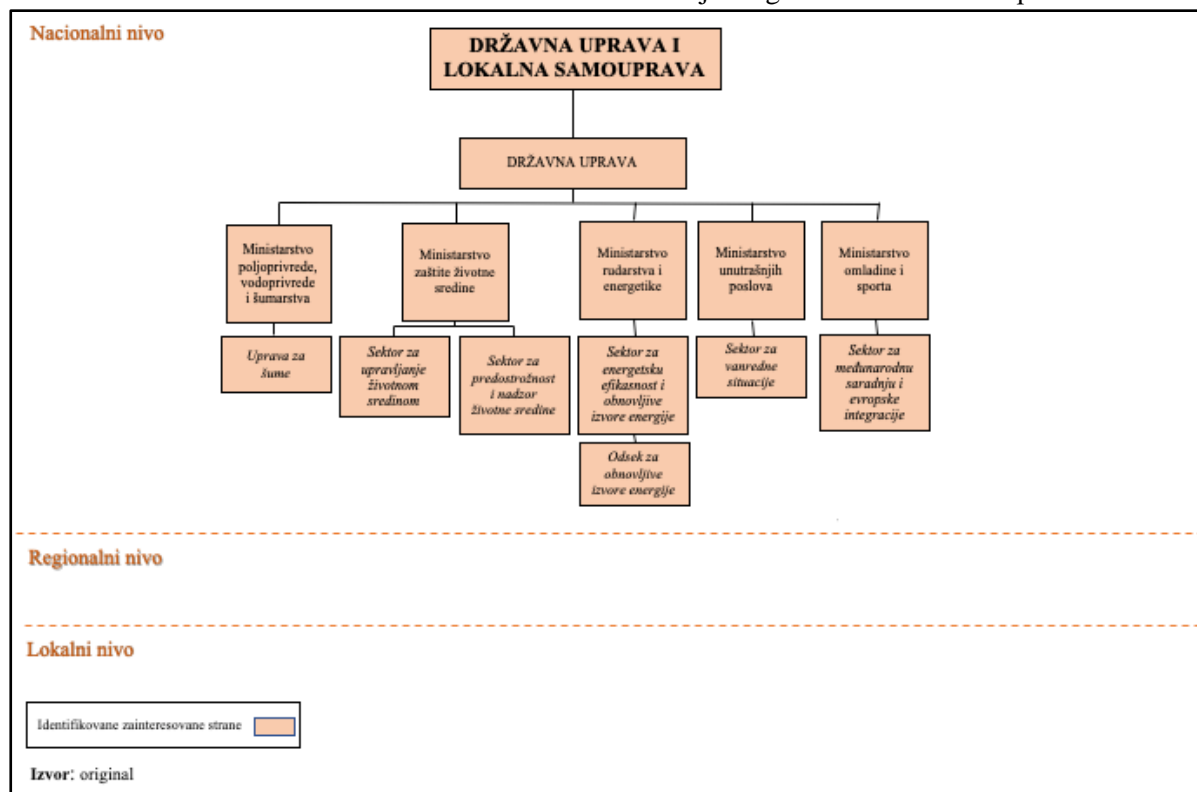 Nacionalni nivo
DRŽAVNA UPRAVA I
LOKALNA SAMOUPRAVA
DRŽAVNA UPRAVA
Ministarstvo
poljoprivrede,
vodoprivrede
i šumarstva
Ministarstvo
zaštite životne
sredine
Ministarstvo
rudarstva i
energetike
Ministarstvo
unutrašnjih
poslova
Ministarstvo
omladine i
sporta
Uprava za
šume
Sektor za
upravljanje
životnom
sredinom
Sektor za
predostrožnost
i nadzor
životne sredine
Sektor za
energetsku
efikasnost i
obnovljive
izvore energije
Sektor za
vanredne
situacije
Sektor za
međunarodnu
saradnju i
evropske
integracije
Odsek za
obnovljive
izvore energije
Regionalni nivo
Lokalni nivo
Identifikovane zainteresovane strane
Izvor: original